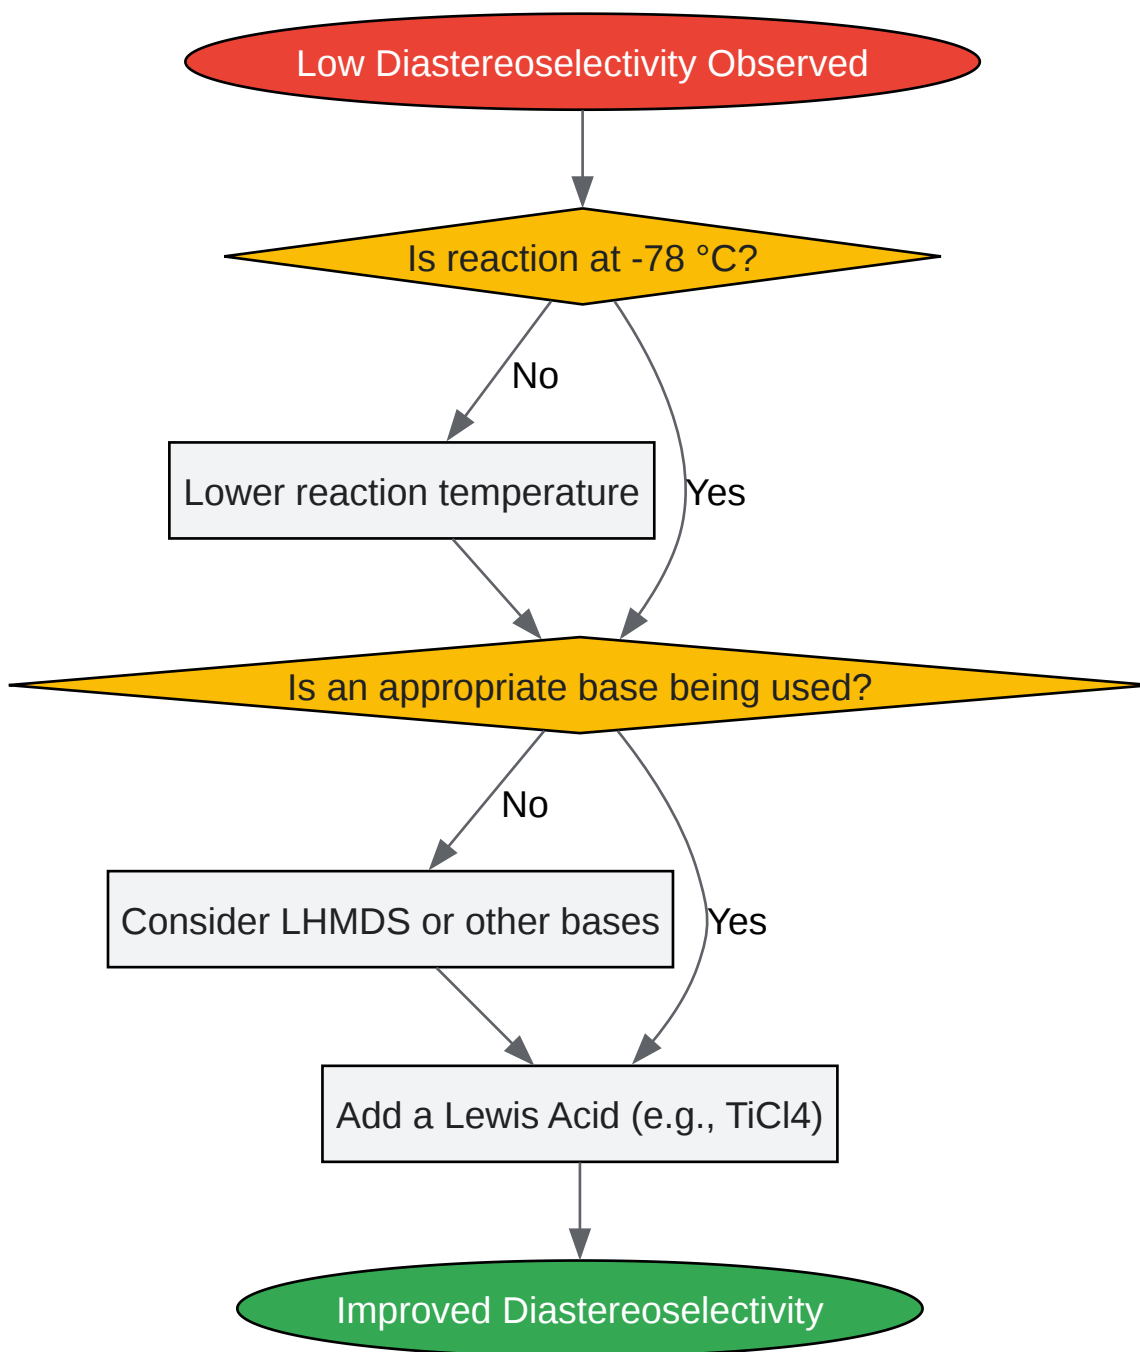 Low Diastereoselectivity Observed
Is reaction at -78 °C?
No
Lower reaction temperature
Yes
Is an appropriate base being used?
No
Consider LHMDS or other bases
Yes
Add a Lewis Acid (e.g., TiCl4)
Improved Diastereoselectivity